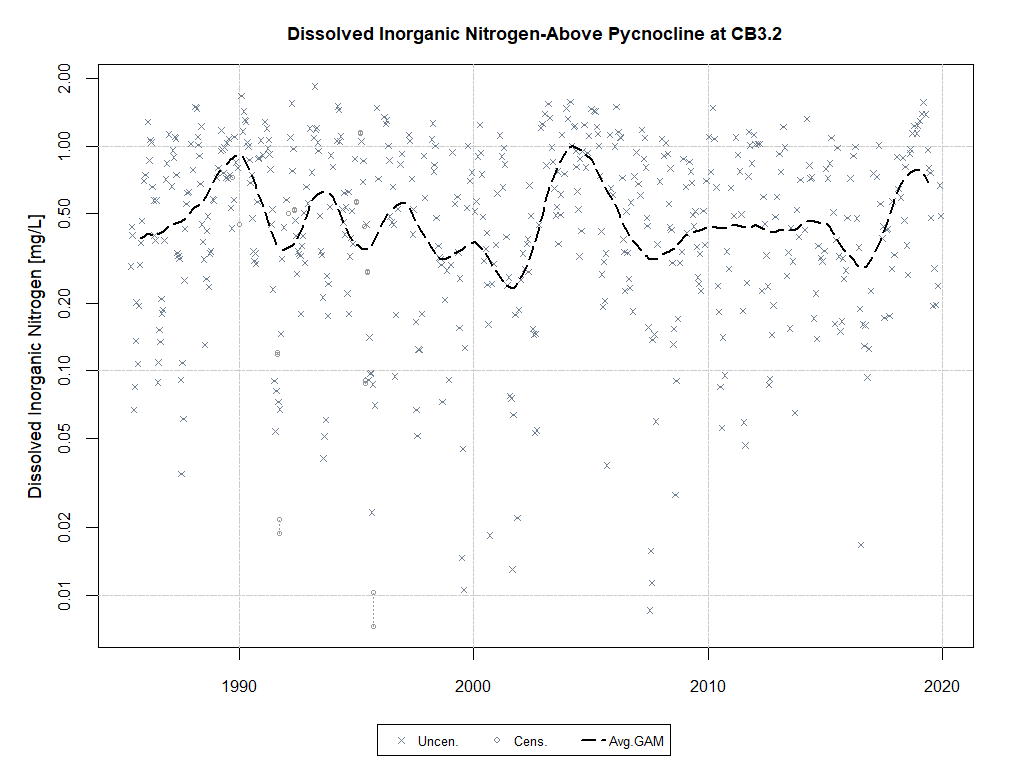 Dissolved Inorganic Nitrogen-Above Pycnocline at CB3.2
Dissolved Inorganic Nitrogen [mg/L]
2.00
1.00
0.50
0.20
0.10
0.05
0.02
0.01
1990
2000
2010
2020
Uncen.
Cens.
Avg.GAM